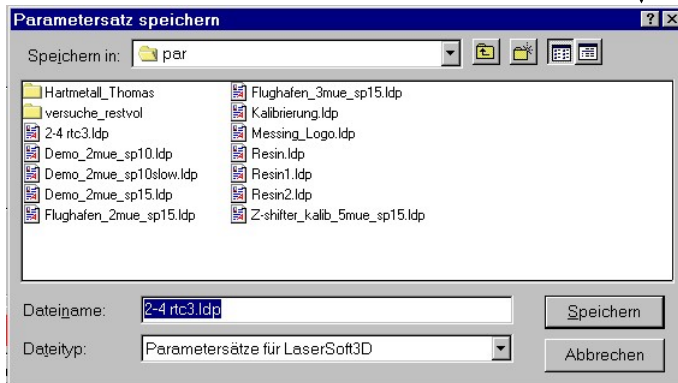 Parametersatz speichern
Speichern in: par
Hartmetall_Thomas
versuche_restvol
2-4 rtc3.ldp
Demo_2mue_sp10.ldp
Demo_2mue_sp10slow.ldp
Demo_2mue_sp15.ldp
Flughafen_2mue_sp15.ldp
Flughafen_3mue_sp15.ldp
Kalibrierung.ldp
Messing_Logo.ldp
Resin.ldp
Resin1.ldp
Resin2.ldp
Z-shifter_kalib_5mue_sp15.ldp
Dateiname: 2-4 rtc3.ldp
Speichern
Dateityp: Parametersätze für LaserSoft3D
Abbrechen